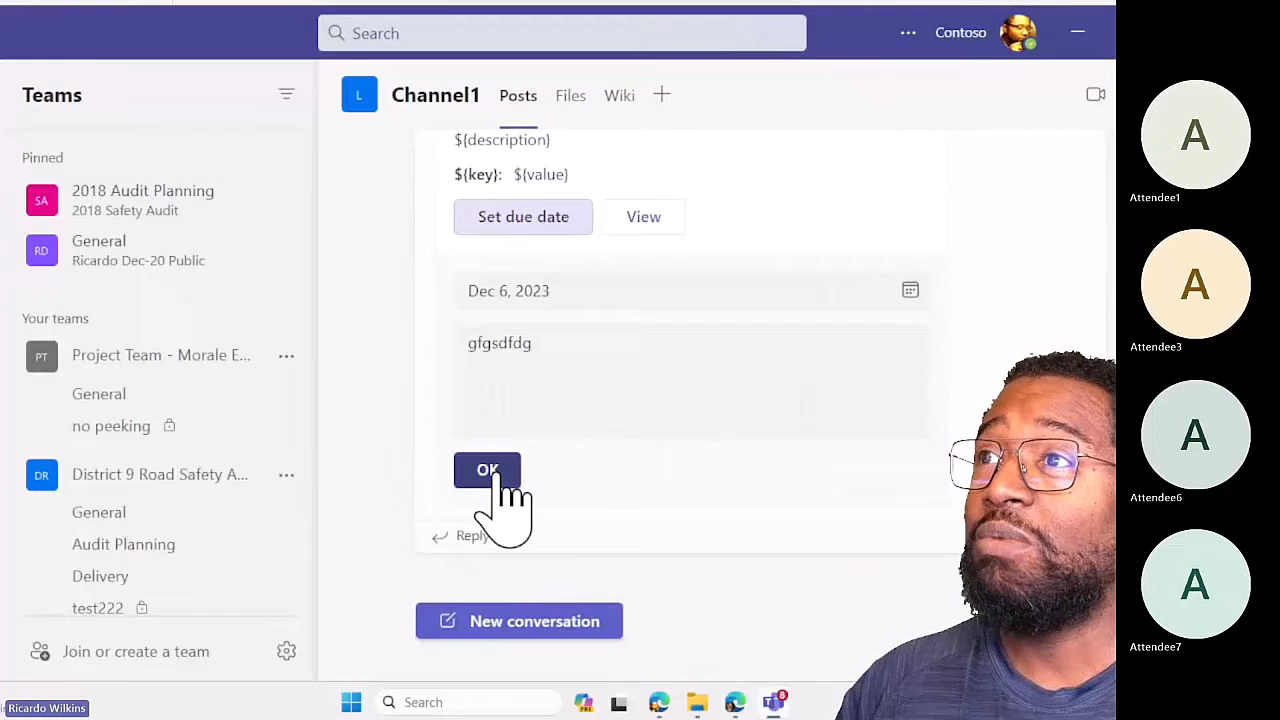 Search
Contoso
Teams
L
Channel1
Posts
Files
Wiki
Pinned
SA
2018 Audit Planning
2018 Safety Audit
RD
General
Ricardo Dec-20 Public
Your teams
PT
Project Team - Morale E...
General
no peeking
DR
District 9 Road Safety A...
General
Audit Planning
Delivery
test222
Join or create a team
${description}
${key}: ${value}
Set due date
View
Dec 6, 2023
gfgsdfdg
OK
Reply
New conversation
Ricardo Wilkins
Search
8
A
Attendee1
A
Attendee3
A
Attendee6
A
Attendee7